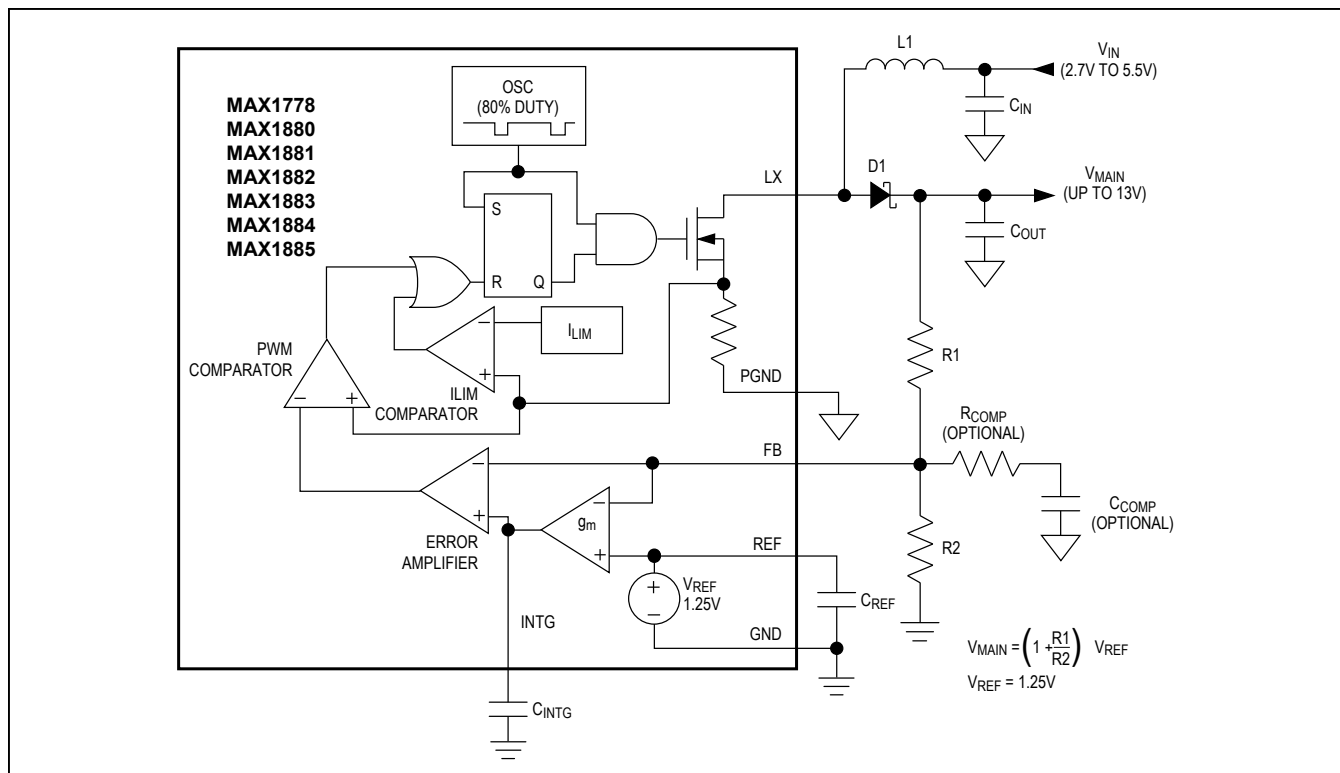 MAX1778
MAX1880
MAX1881
MAX1882
MAX1883
MAX1884
MAX1885
OSC
(80% DUTY)
L1
VIN
(2.7V TO 5.5V)
CIN
LX
D1
VMAIN
(UP TO 13V)
COUT
S
R
Q
ILIM
PWM
COMPARATOR
−
+
−
+
ILIM
COMPARATOR
PGND
R1
RCOMP
(OPTIONAL)
FB
CCOMP
(OPTIONAL)
−
+
ERROR
AMPLIFIER
−
gm
+
REF
R2
+
−
VREF
1.25V
CREF
INTG
GND
VMAIN = (1 + R1/R2) VREF
VREF = 1.25V
CINTG